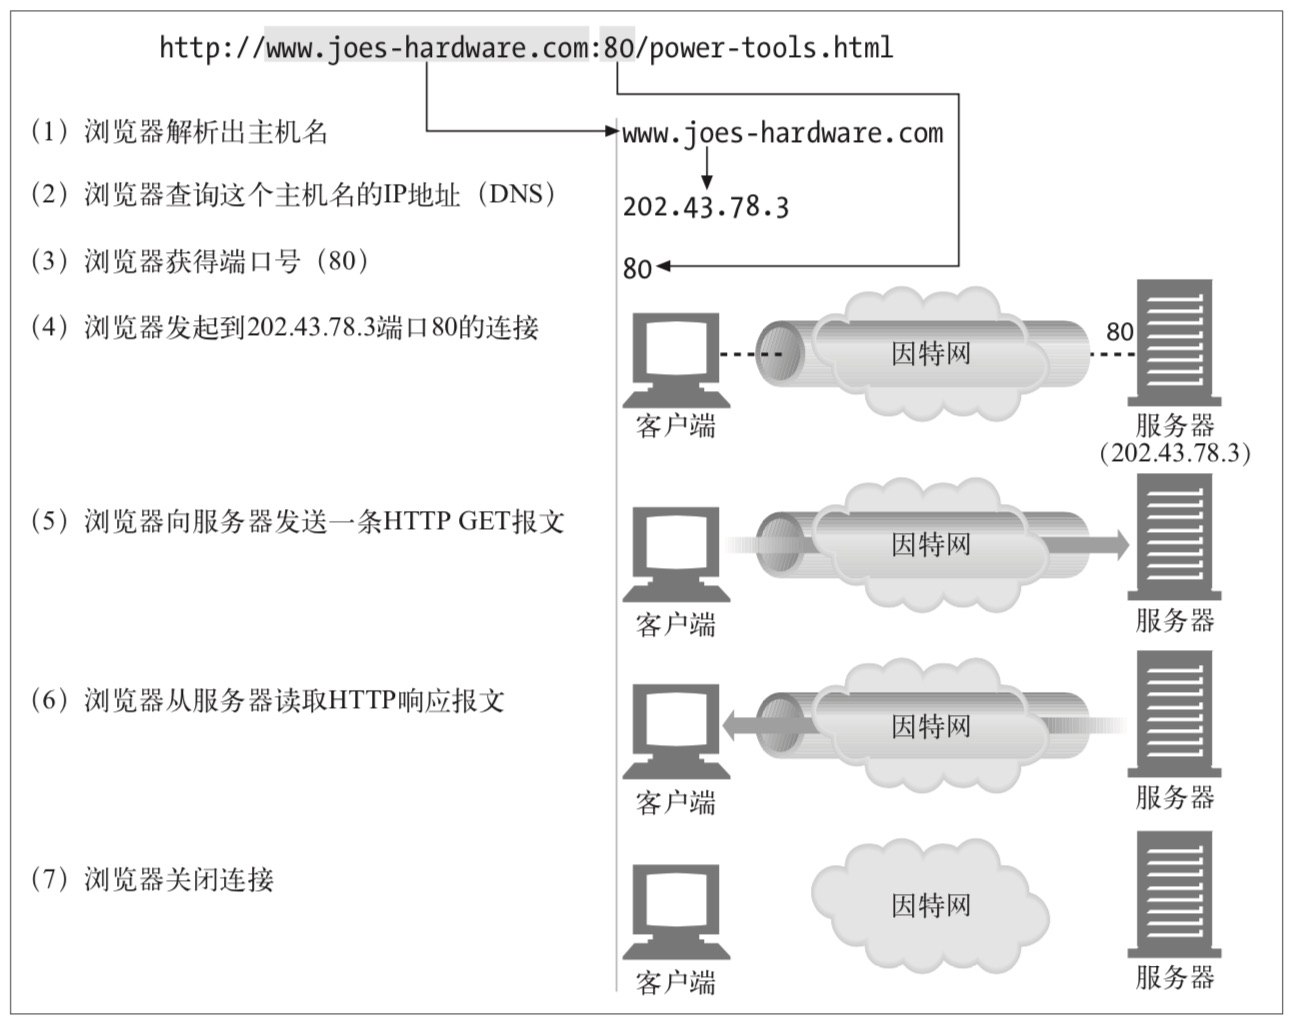 http://www.joes-hardware.com:80/power-tools.html
(1) 浏览器解析出主机名
www.joes-hardware.com
(2) 浏览器查询这个主机名的IP地址（DNS）
202.43.78.3
(3) 浏览器获得端口号（80）
80
(4) 浏览器发起到202.43.78.3端口80的连接
因特网
80
客户端
服务器
（202.43.78.3）
(5) 浏览器向服务器发送一条HTTP GET报文
因特网
客户端
服务器
(6) 浏览器从服务器读取HTTP响应报文
因特网
客户端
服务器
(7) 浏览器关闭连接
因特网
客户端
服务器